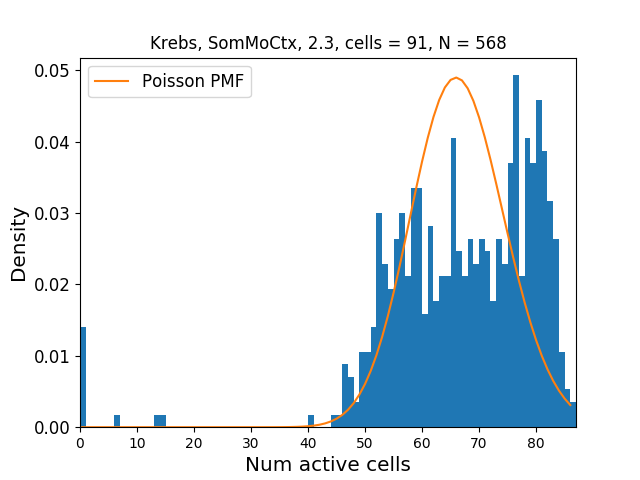 Krebs, SomMoCtx, 2.3, cells = 91, N = 568
Poisson PMF
0.05
0.04
0.03
0.02
0.01
0.00
Density
0 10 20 30 40 50 60 70 80
Num active cells